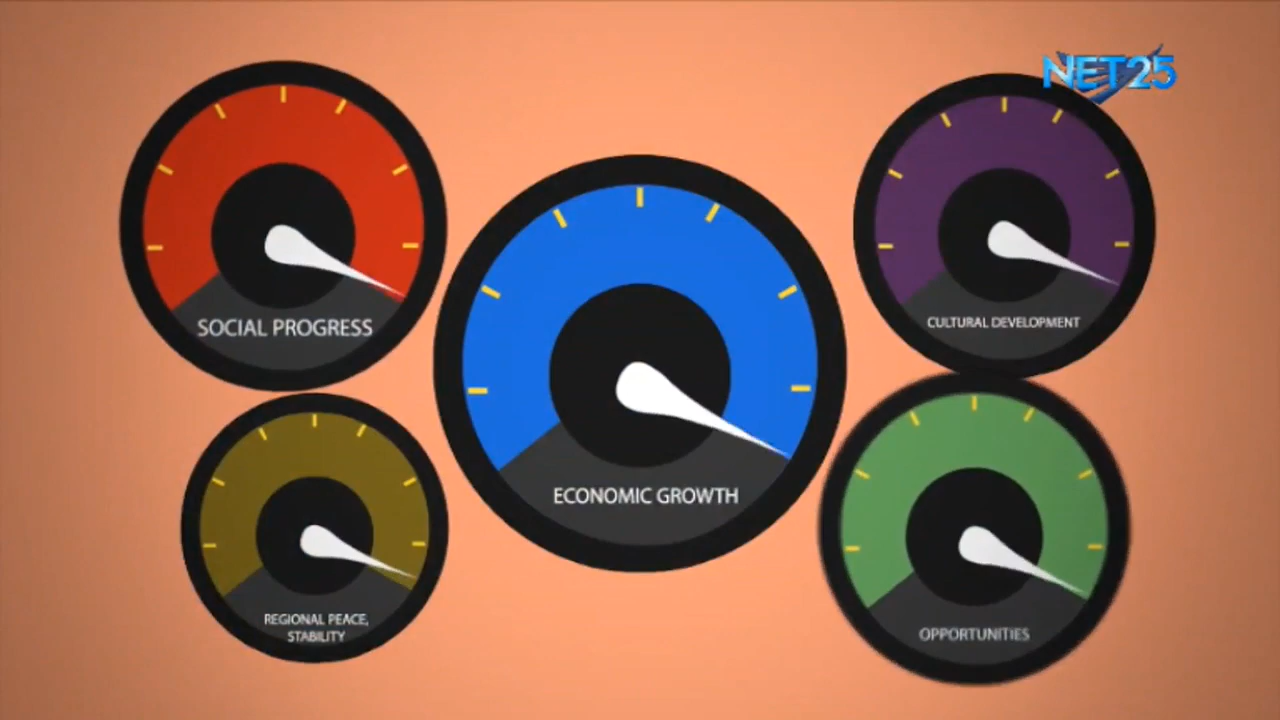 NET25
SOCIAL PROGRESS
CULTURAL DEVELOPMENT
ECONOMIC GROWTH
REGIONAL PEACE,
STABILITY
OPPORTUNITIES